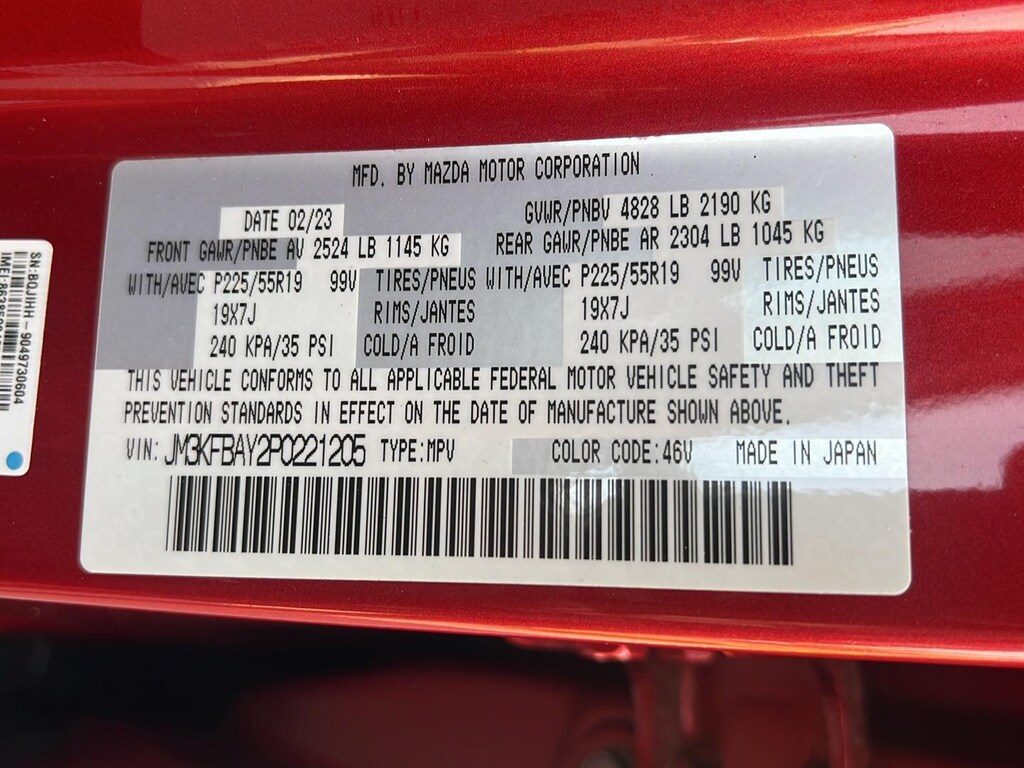 MFD. BY MAZDA MOTOR CORPORATION
DATE 02/23 GVWR/PNBV 4828 LB 2190 KG
FRONT GAWR/PNBE AV 2524 LB 1145 KG REAR GAWR/PNBE AR 2304 LB 1045 KG
WITH/AVEC P225/55R19 99V TIRES/PNEUS WITH/AVEC P225/55R19 99V TIRES/PNEUS
19X7J RIMS/JANTES 19X7J RIMS/JANTES
240 KPA/35 PSI COLD/A FROID 240 KPA/35 PSI COLD/A FROID
THIS VEHICLE CONFORMS TO ALL APPLICABLE FEDERAL MOTOR VEHICLE SAFETY AND THEFT
PREVENTION STANDARDS IN EFFECT ON THE DATE OF MANUFACTURE SHOWN ABOVE.
VIN: JM3KFBAY2P0221205 TYPE:MPV COLOR CODE:46V MADE IN JAPAN
SN:BQJIHH-9049730604